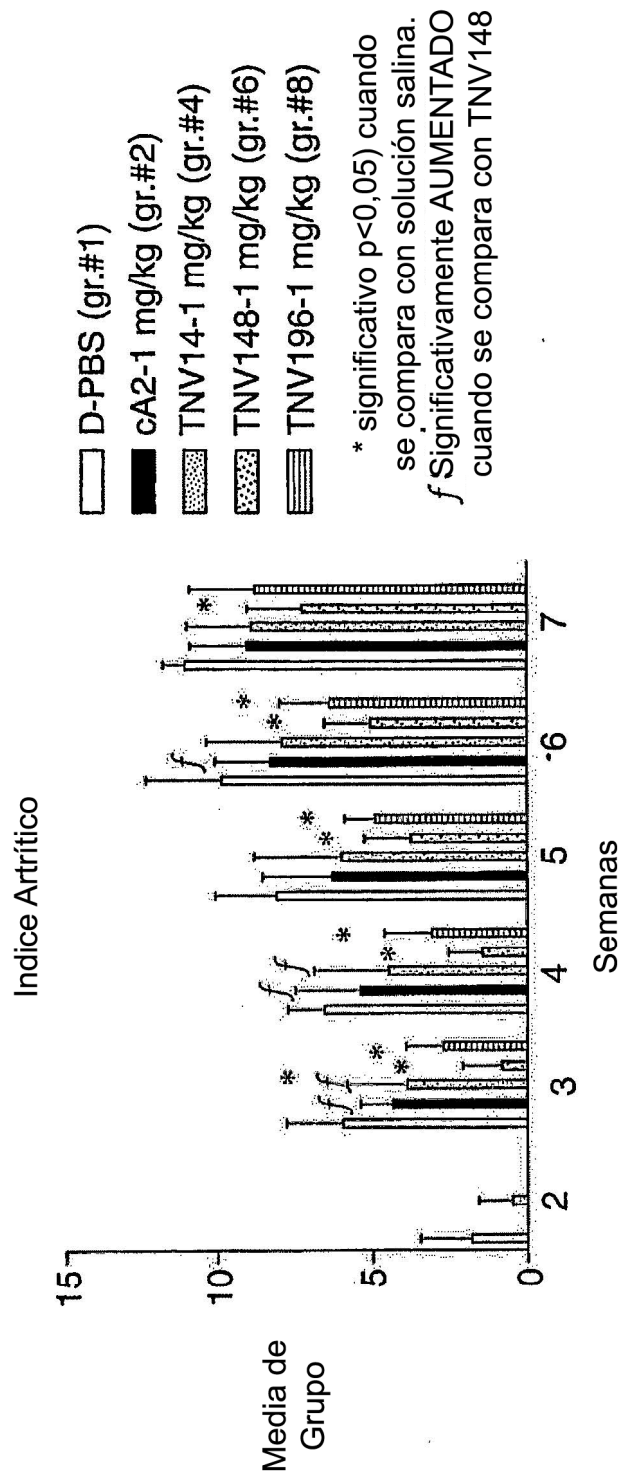 Indice Artrítico
Media de
Grupo
15
10
5
0
2
3
4
5
6
7
Semanas
ƒ
ƒ
*
*
*
ƒ
ƒ
*
*
*
*
ƒ
*
*
*
D-PBS (gr.#1)
cA2-1 mg/kg (gr.#2)
TNV14-1 mg/kg (gr.#4)
TNV148-1 mg/kg (gr.#6)
TNV196-1 mg/kg (gr.#8)
* significativo p<0,05) cuando
se compara con solución salina.
ƒ Significativamente AUMENTADO
cuando se compara con TNV148